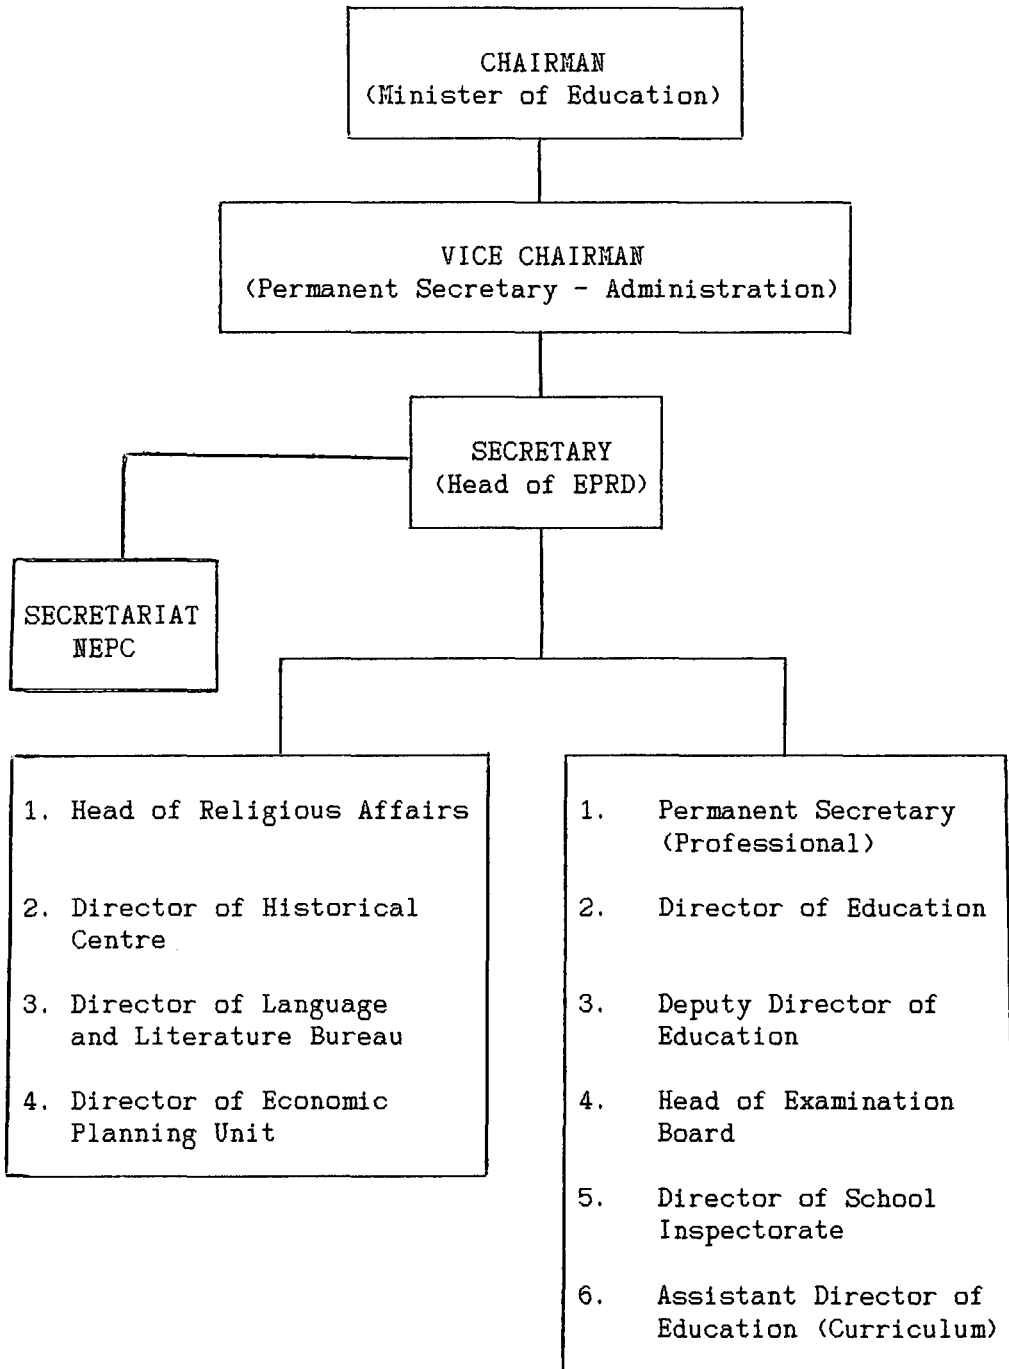 CHAIRMAN
(Minister of Education)
VICE CHAIRMAN
(Permanent Secretary - Administration)
SECRETARY
(Head of EPRD)
SECRETARIAT
NEPC
1. Head of Religious Affairs
2. Director of Historical
Centre
3. Director of Language
and Literature Bureau
4. Director of Economic
Planning Unit
1. Permanent Secretary
(Professional)
2. Director of Education
3. Deputy Director of
Education
4. Head of Examination
Board
5. Director of School
Inspectorate
6. Assistant Director of
Education (Curriculum)